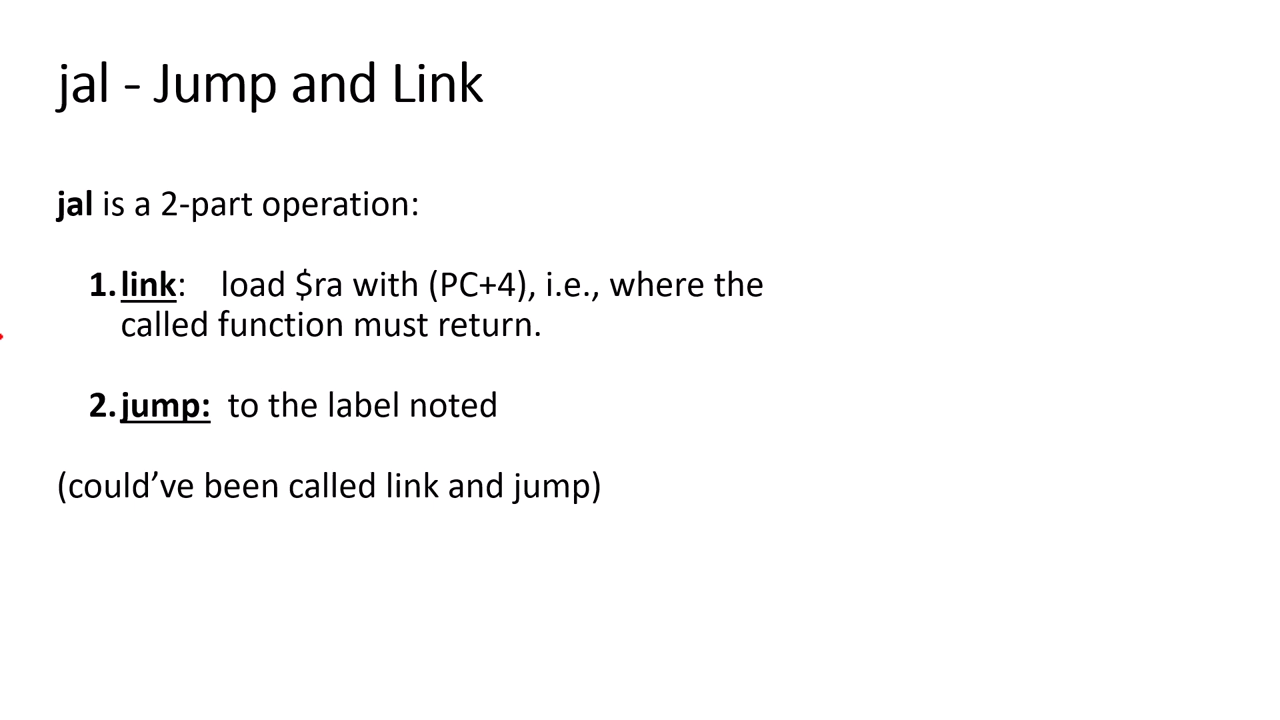 jal - Jump and Link
jal is a 2-part operation:
1. link: load $ra with (PC+4), i.e., where the
called function must return.
2. jump: to the label noted
(could’ve been called link and jump)